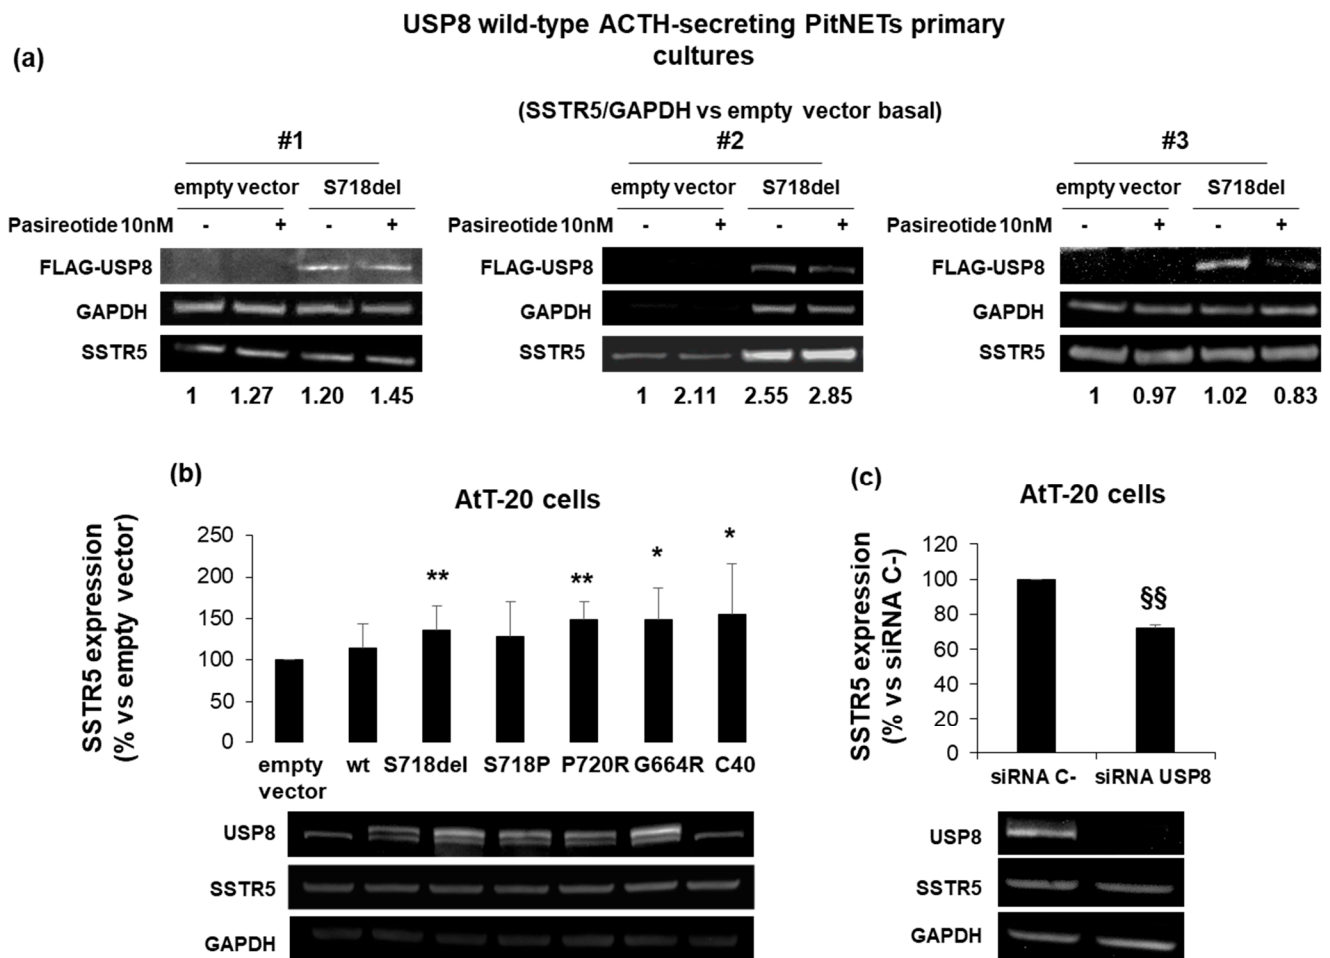 USP8 wild-type ACTH-secreting PitNETs primary
cultures
(a)
(SSTR5/GAPDH vs empty vector basal)
#1 #2 #3
empty vector S718del empty vector S718del empty vector S718del
Pasireotide 10nM - + - + Pasireotide 10nM - + - + Pasireotide 10nM - + - +
FLAG-USP8 FLAG-USP8 FLAG-USP8
GAPDH GAPDH GAPDH
SSTR5 SSTR5 SSTR5
1 1.27 1.20 1.45 1 2.11 2.55 2.85 1 0.97 1.02 0.83
(b)
AtT-20 cells
SSTR5 expression
(% vs empty vector)
250
200
150
100
50
0
** ** * *
empty
vector
wt S718del S718P P720R G664R C40
USP8
SSTR5
GAPDH
(c)
AtT-20 cells
SSTR5 expression
(% vs siRNA C-)
120
100
80
60
40
20
0
§§
siRNA C- siRNA USP8
USP8
SSTR5
GAPDH